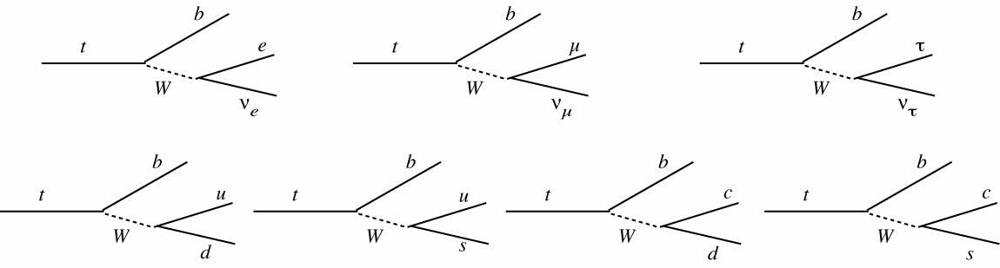 t b W e ν_e
t b W μ ν_μ
t b W τ ν_τ
t b W u d
t b W u s
t b W c d
t b W c s